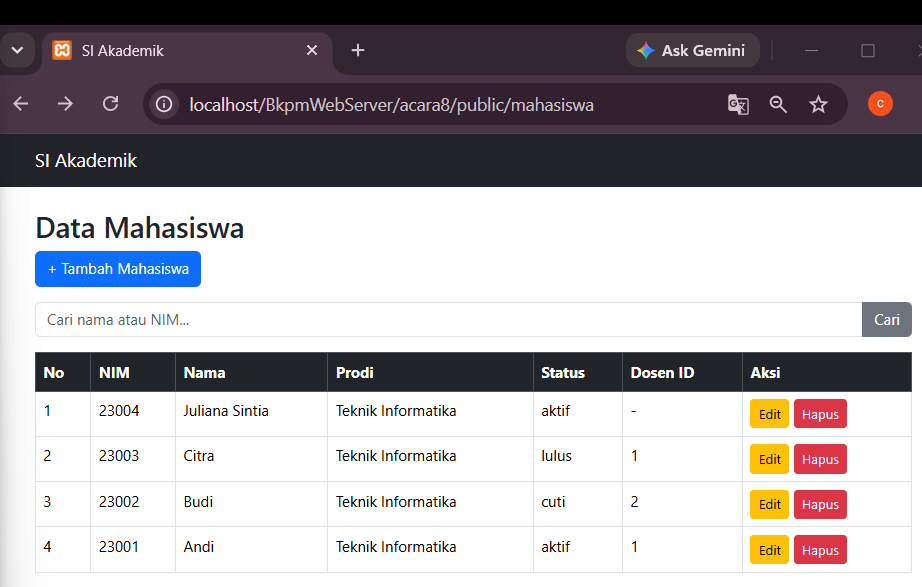 SI Akademik
Ask Gemini
localhost/BkpmWebServer/acara8/public/mahasiswa
C
SI Akademik
Data Mahasiswa
+ Tambah Mahasiswa
Cari nama atau NIM... Cari
No NIM Nama Prodi Status Dosen ID Aksi
1 23004 Juliana Sintia Teknik Informatika aktif - Edit Hapus
2 23003 Citra Teknik Informatika lulus 1 Edit Hapus
3 23002 Budi Teknik Informatika cuti 2 Edit Hapus
4 23001 Andi Teknik Informatika aktif 1 Edit Hapus